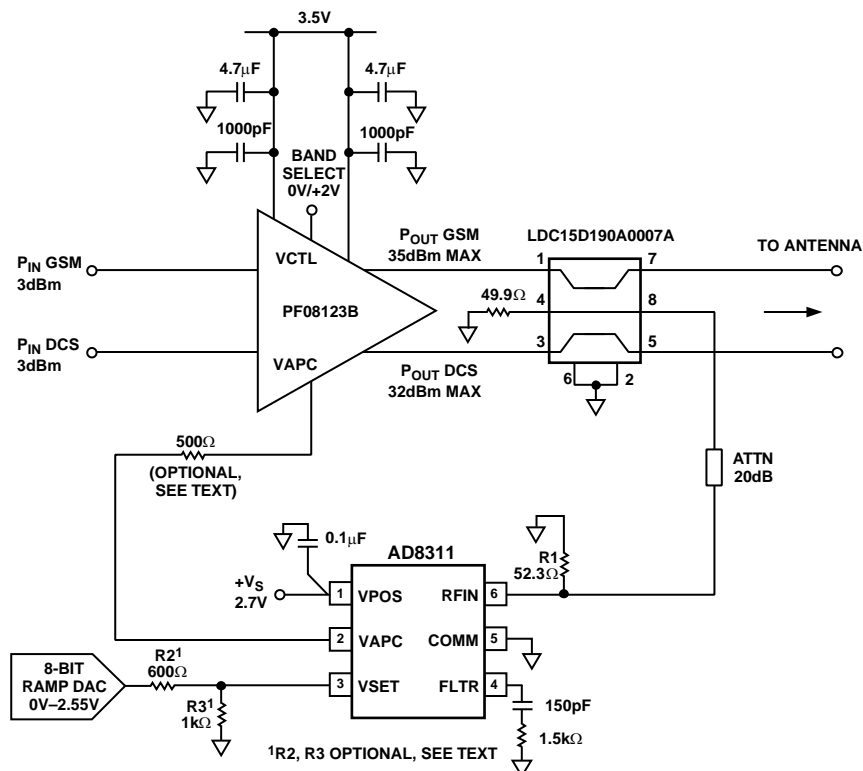 3.5V
4.7μF
4.7μF
1000pF
1000pF
BAND
SELECT
0V/+2V
P_OUT GSM
35dBm MAX
LDC15D190A0007A
TO ANTENNA
P_IN GSM
3dBm
VCTL
1
7
49.9Ω
4
8
PF08123B
3
5
P_IN DCS
3dBm
VAPC
P_OUT DCS
32dBm MAX
6
2
500Ω
(OPTIONAL,
SEE TEXT)
ATTN
20dB
0.1μF
AD8311
R1
52.3Ω
+V_S
2.7V
1
VPOS
RFIN
6
2
VAPC
COMM
5
8-BIT
RAMP DAC
0V–2.55V
R2¹
600Ω
3
VSET
FLTR
4
R3¹
1kΩ
150pF
1.5kΩ
¹R2, R3 OPTIONAL, SEE TEXT